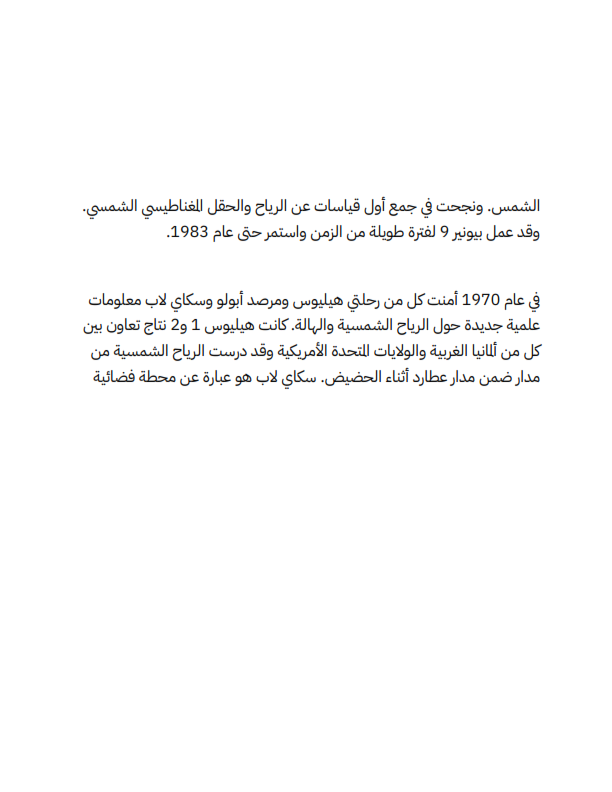 الشمس. ونجحت في جمع أول قياسات عن الرياح والحقل المغناطيسي الشمسي.
وقد عمل بيونير 9 لفترة طويلة من الزمن واستمر حتى عام 1983.
في عام 1970 أمنت كل من رحلتي هيليوس ومرصد أبولو وسكاي لاب معلومات
علمية جديدة حول الرياح الشمسية والهالة. كانت هيليوس 1 و2 نتاج تعاون بين
كل من ألمانيا الغربية والولايات المتحدة الأمريكية وقد درست الرياح الشمسية من
مدار ضمن مدار عطارد أثناء الحضيض. سكاي لاب هو عبارة عن محطة فضائية